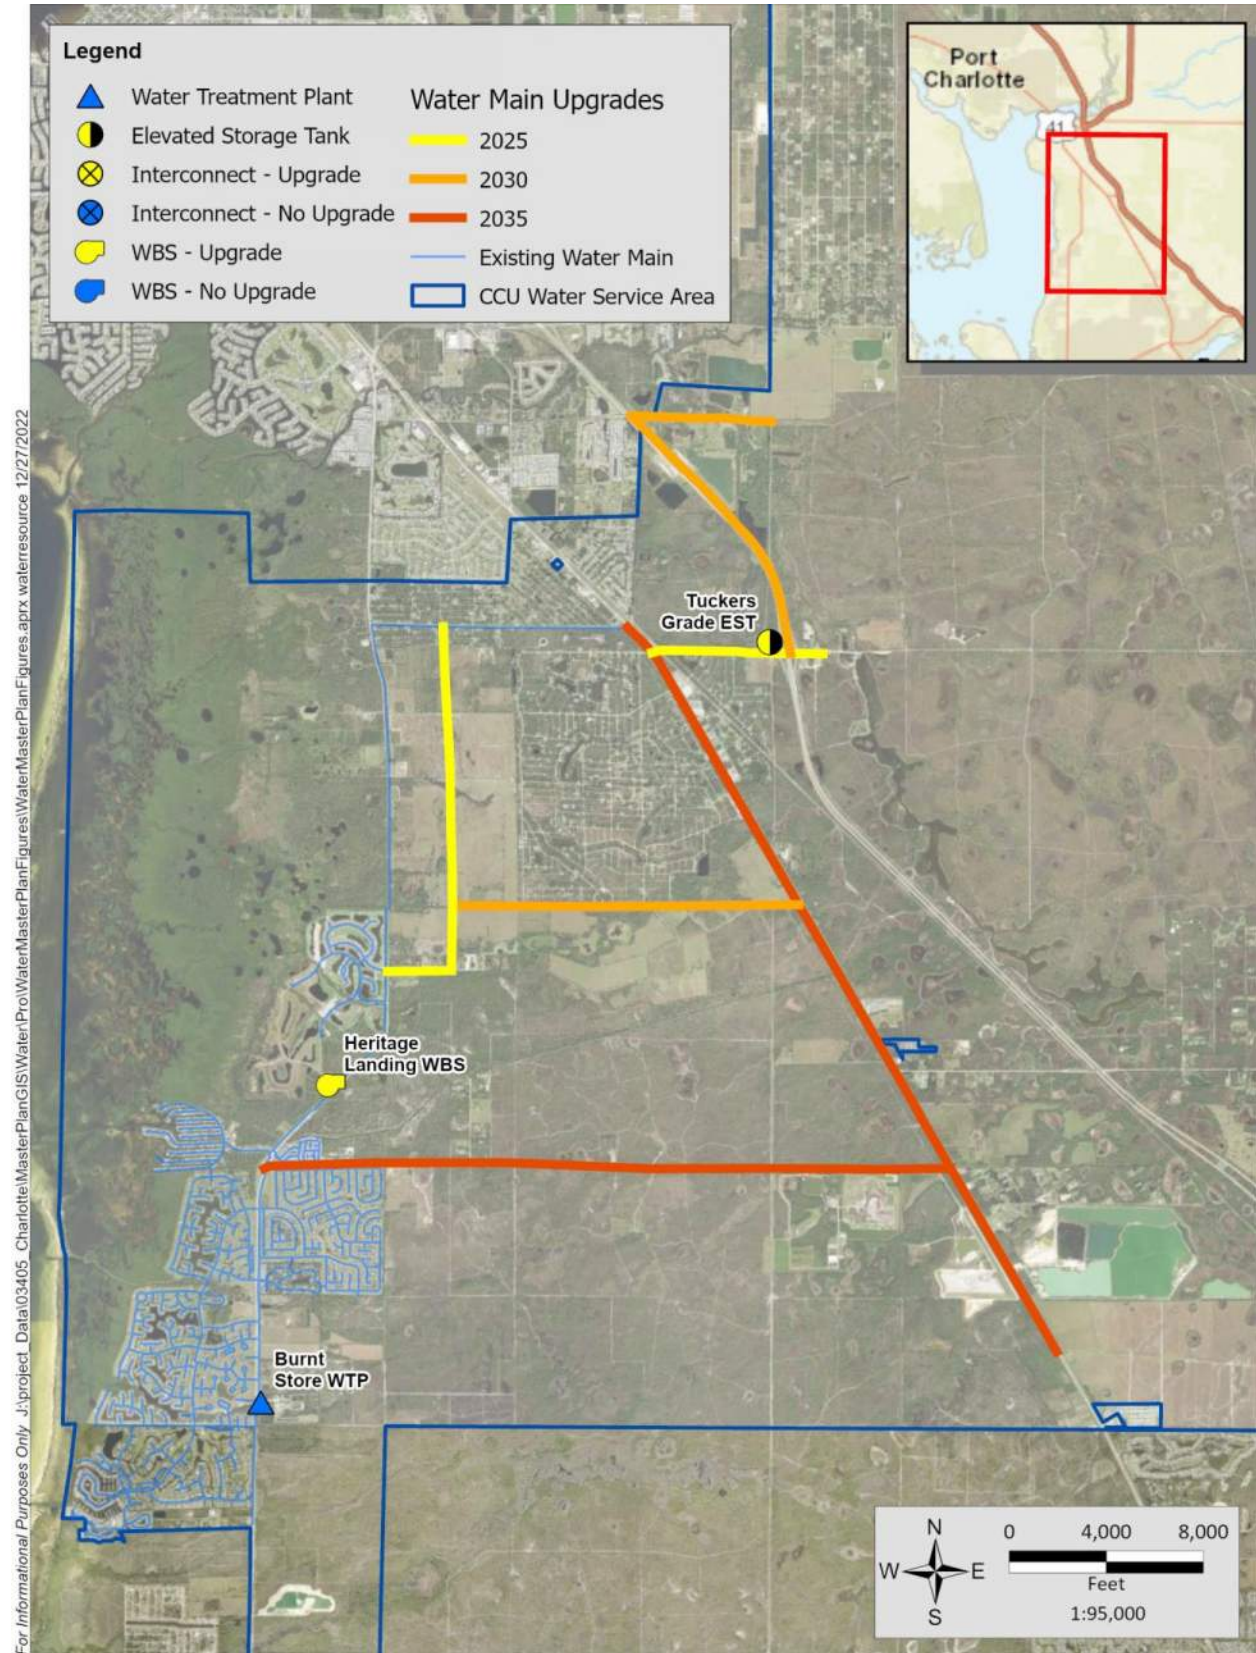 Legend
Water Treatment Plant
Elevated Storage Tank
Interconnect - Upgrade
Interconnect - No Upgrade
WBS - Upgrade
WBS - No Upgrade
Water Main Upgrades
2025
2030
2035
Existing Water Main
CCU Water Service Area
Port
Charlotte
41
Tuckers
Grade EST
Heritage
Landing WBS
Burnt
Store WTP
N
W E
S
0 4,000 8,000
Feet
1:95,000
For Informational Purposes Only J:\project_Data\03405_Charlotte\MasterPlanGIS\Water\Pro\WaterMasterPlanFigures\WaterMasterPlanFigures.aprx waterresource 12/27/2022